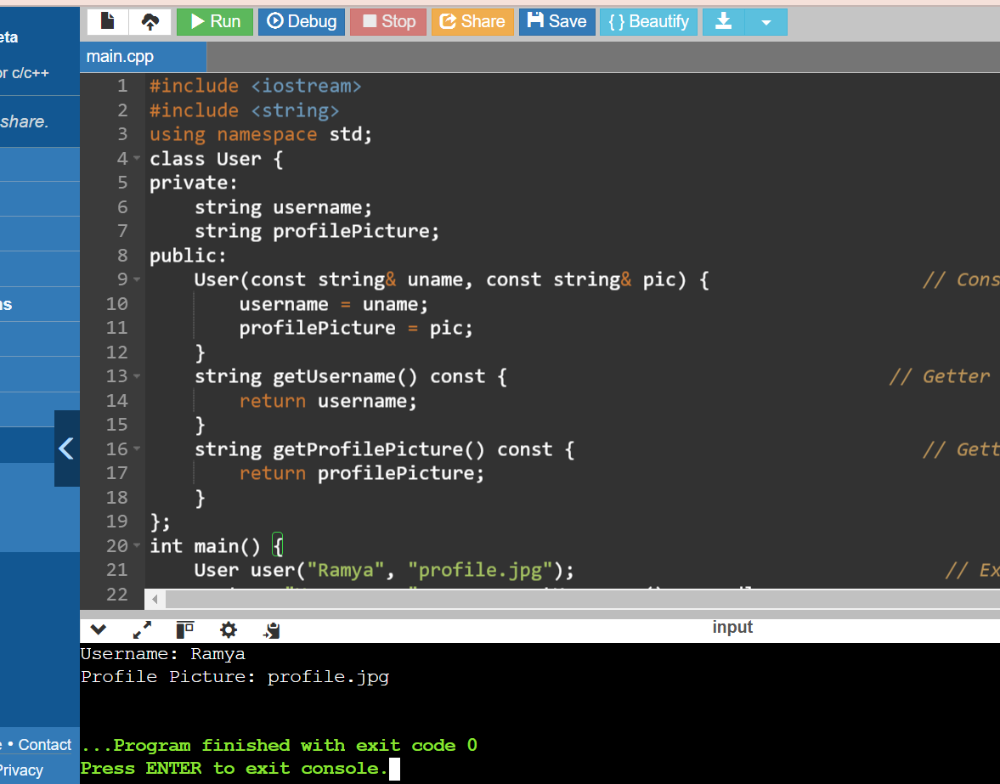 Run Debug Stop Share Save { } Beautify
eta
or c/c++
share.
ns
main.cpp
1 #include <iostream>
2 #include <string>
3 using namespace std;
4 class User {
5 private:
6 string username;
7 string profilePicture;
8 public:
9 User(const string& uname, const string& pic) { // Cons
10 username = uname;
11 profilePicture = pic;
12 }
13 string getUsername() const { // Getter
14 return username;
15 }
16 string getProfilePicture() const { // Gett
17 return profilePicture;
18 }
19 };
20 int main() {
21 User user("Ramya", "profile.jpg"); // Ex
22
input
Username: Ramya
Profile Picture: profile.jpg
...Program finished with exit code 0
Press ENTER to exit console.
• Contact
Privacy